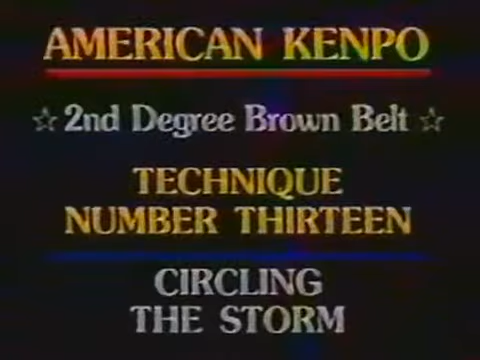 AMERICAN KENPO
☆ 2nd Degree Brown Belt ☆
TECHNIQUE
NUMBER THIRTEEN
CIRCLING
THE STORM